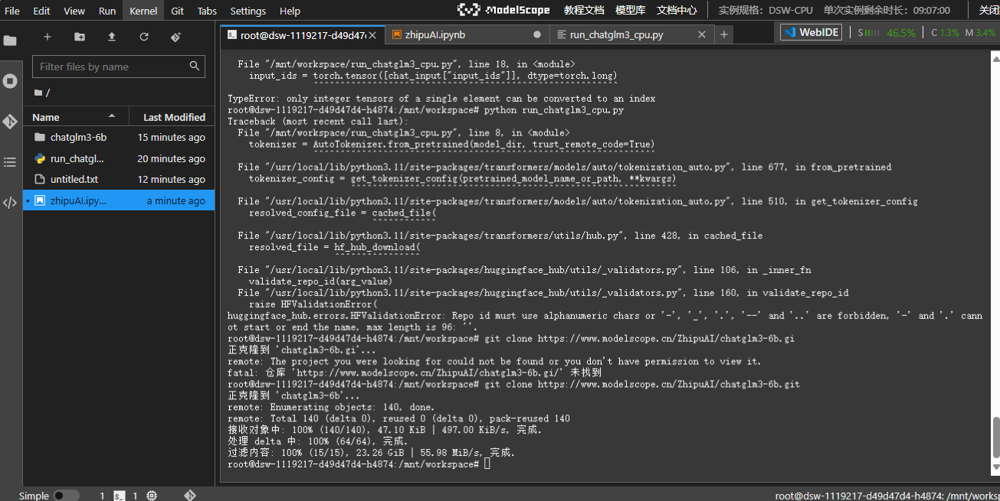 File Edit View Run Kernel Git Tabs Settings Help
ModelScope 教程文档 模型库 文档中心 实例规格：DSW-CPU 单次实例剩余时长：09:07:00 关闭
root@dsw-1119217-d49d47 zhipuAI.ipynb run_chatglm3_cpu.py WebIDE S 46.5% C 1.3% M 3.4%
Filter files by name
/
Name Last Modified
chatglm3-6b 15 minutes ago
run_chatgl... 20 minutes ago
untitled.txt 12 minutes ago
zhipuAI.ipy... a minute ago
File "/mnt/workspace/run_chatglm3_cpu.py", line 18, in <module>
input_ids = torch.tensor([chat_input["input_ids"]], dtype=torch.long)
^^^^^^^^^^^^^^^^^^^^^^^^^^^^^^^^^^^^^^^^^^^^^^^^^^^^^^^^^
TypeError: only integer tensors of a single element can be converted to an index
root@dsw-1119217-d49d47d4-h4874:/mnt/workspace# python run_chatglm3_cpu.py
Traceback (most recent call last):
File "/mnt/workspace/run_chatglm3_cpu.py", line 8, in <module>
tokenizer = AutoTokenizer.from_pretrained(model_dir, trust_remote_code=True)
^^^^^^^^^^^^^^^^^^^^^^^^^^^^^^^^^^^^^^^^^^^^^^^^^^^^^^^^^^^^^^^^
File "/usr/local/lib/python3.11/site-packages/transformers/models/auto/tokenization_auto.py", line 677, in from_pretrained
tokenizer_config = get_tokenizer_config(pretrained_model_name_or_path, **kwargs)
^^^^^^^^^^^^^^^^^^^^^^^^^^^^^^^^^^^^^^^^^^^^^^^^^^^^^^^^^^^^^
File "/usr/local/lib/python3.11/site-packages/transformers/models/auto/tokenization_auto.py", line 510, in get_tokenizer_config
resolved_config_file = cached_file(
^^^^^^^^^^^^
File "/usr/local/lib/python3.11/site-packages/transformers/utils/hub.py", line 428, in cached_file
resolved_file = hf_hub_download(
^^^^^^^^^^^^^^^^
File "/usr/local/lib/python3.11/site-packages/huggingface_hub/utils/_validators.py", line 106, in _inner_fn
validate_repo_id(arg_value)
File "/usr/local/lib/python3.11/site-packages/huggingface_hub/utils/_validators.py", line 160, in validate_repo_id
raise HFValidationError(
huggingface_hub.errors.HFValidationError: Repo id must use alphanumeric chars or '-', '_', '.', '--' and '..' are forbidden, '-' and '.' cann
ot start or end the name, max length is 96: ''.
root@dsw-1119217-d49d47d4-h4874:/mnt/workspace# git clone https://www.modelscope.cn/ZhipuAI/chatglm3-6b.gi
正克隆到 'chatglm3-6b.gi'...
remote: The project you were looking for could not be found or you don't have permission to view it.
fatal: 仓库 'https://www.modelscope.cn/ZhipuAI/chatglm3-6b.gi/' 未找到
root@dsw-1119217-d49d47d4-h4874:/mnt/workspace# git clone https://www.modelscope.cn/ZhipuAI/chatglm3-6b.git
正克隆到 'chatglm3-6b'...
remote: Enumerating objects: 140, done.
remote: Total 140 (delta 0), reused 0 (delta 0), pack-reused 140
接收对象中: 100% (140/140), 47.10 KiB | 497.00 KiB/s, 完成.
处理 delta 中: 100% (64/64), 完成.
过滤内容: 100% (15/15), 23.26 GiB | 55.98 MiB/s, 完成.
root@dsw-1119217-d49d47d4-h4874:/mnt/workspace#
Simple 1 1 root@dsw-1119217-d49d47d4-h4874: /mnt/works